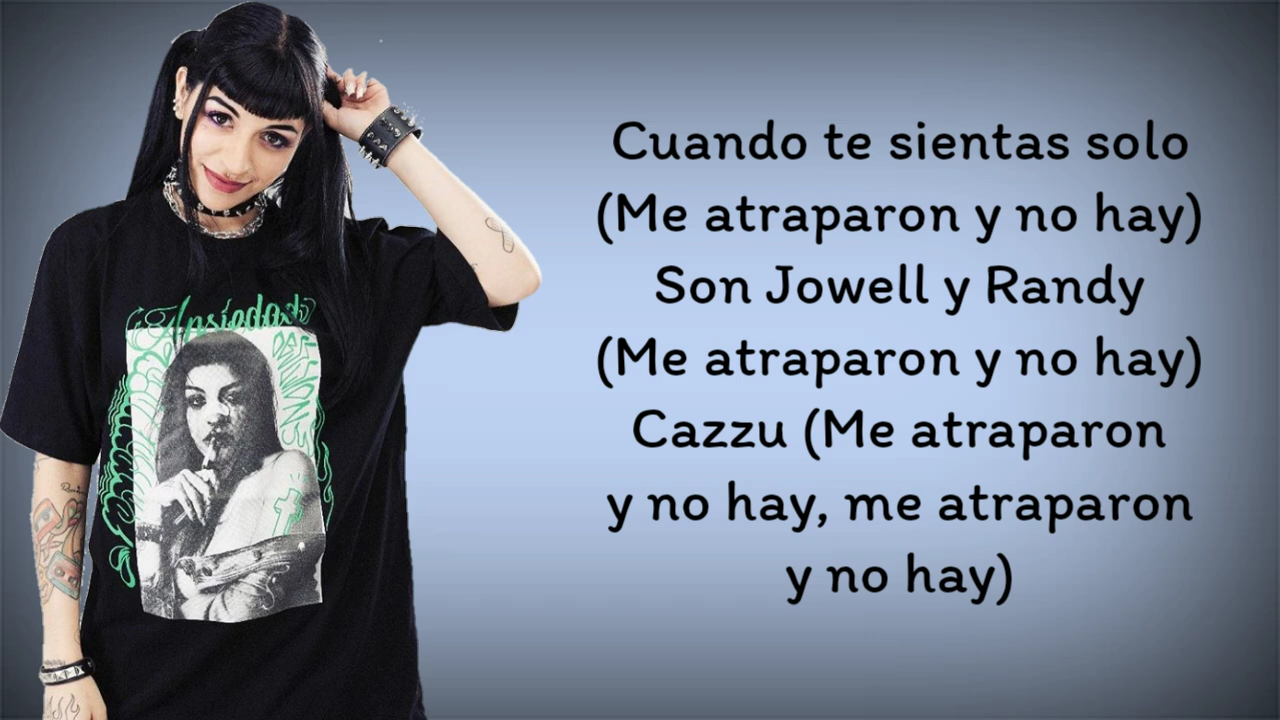 Cuando te sientas solo
(Me atraparon y no hay)
Son Jowell y Randy
(Me atraparon y no hay)
Cazzu (Me atraparon
y no hay, me atraparon
y no hay)
Ansiedad